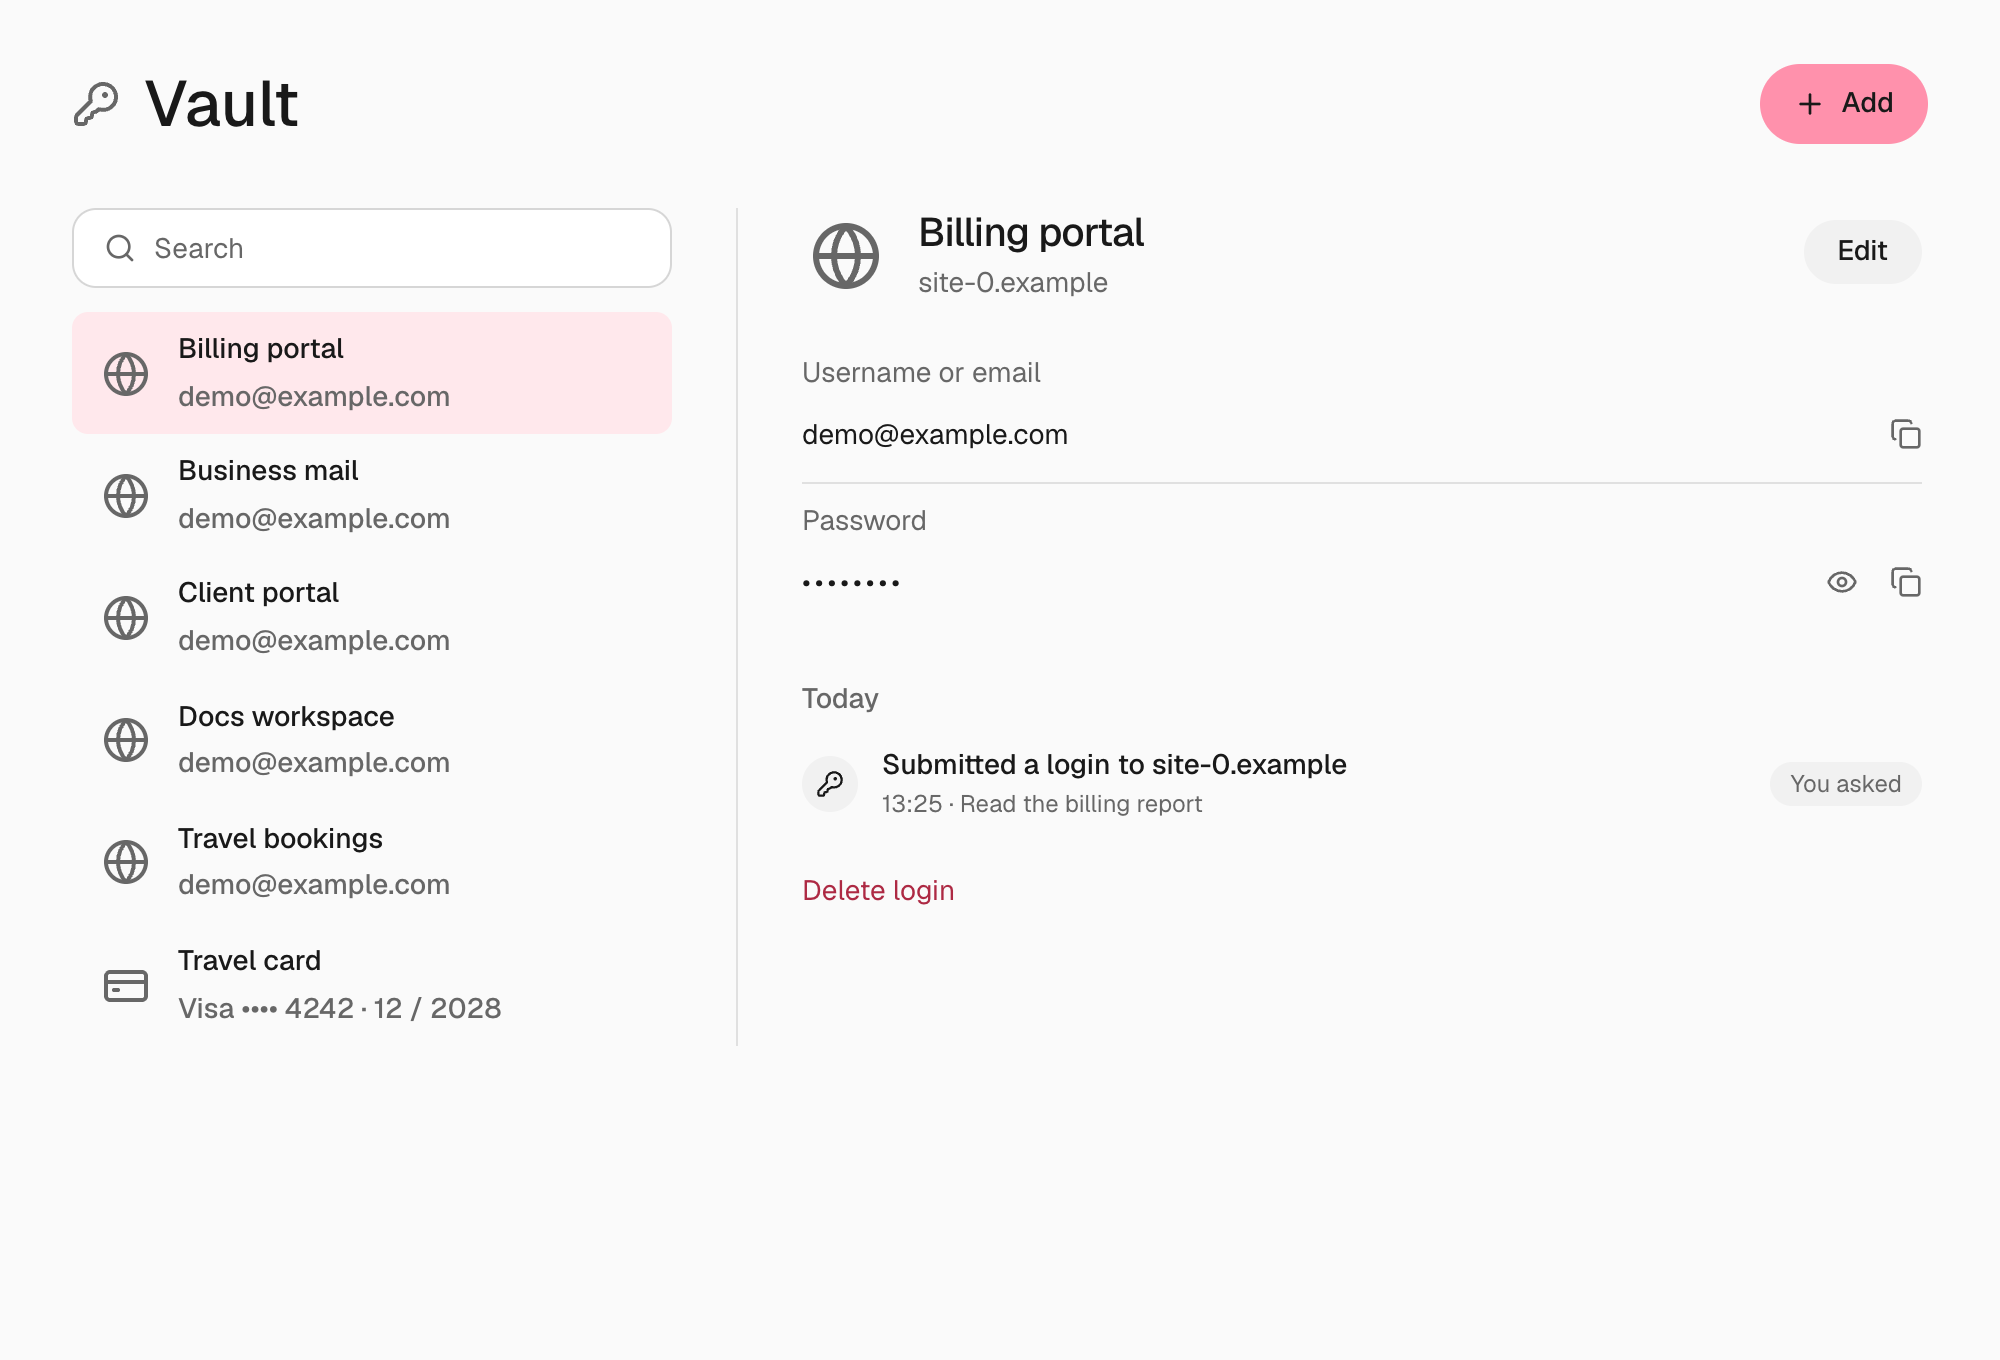 Vault
Add
Search
Billing portal
demo@example.com
Business mail
demo@example.com
Client portal
demo@example.com
Docs workspace
demo@example.com
Travel bookings
demo@example.com
Travel card
Visa •••• 4242 · 12 / 2028
Billing portal
site-0.example
Edit
Username or email
demo@example.com
Password
••••••••
Today
Submitted a login to site-0.example
13:25 · Read the billing report
You asked
Delete login